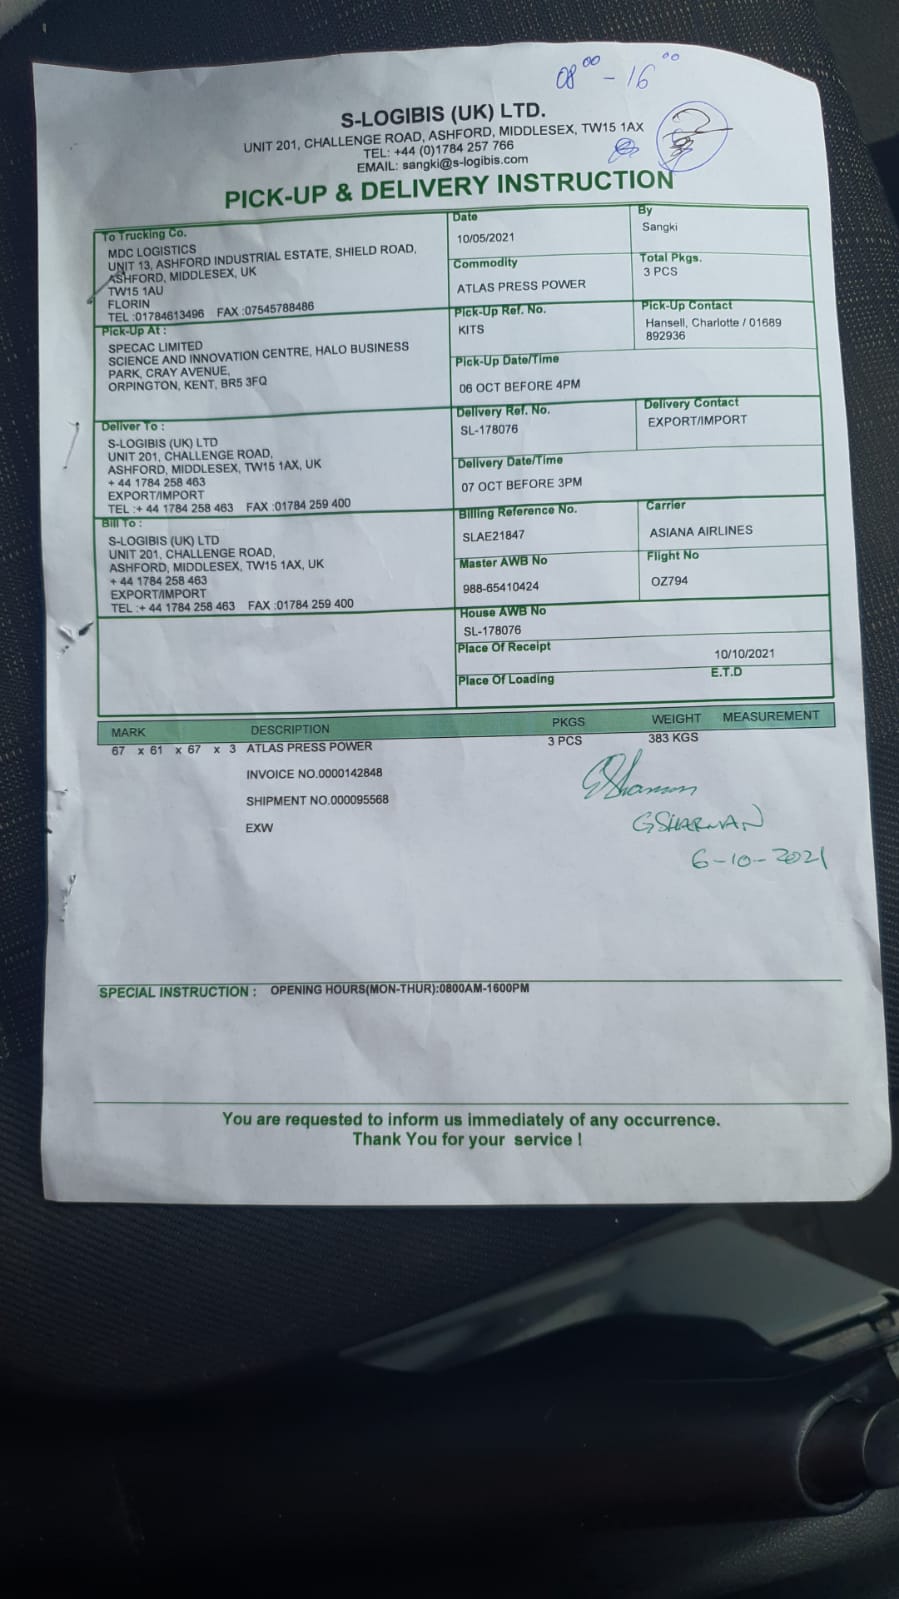 08 00 - 16 00
S-LOGIBIS (UK) LTD.
UNIT 201, CHALLENGE ROAD, ASHFORD, MIDDLESEX, TW15 1AX
TEL: +44 (0)1784 257 766
EMAIL: sangki@s-logibis.com
PICK-UP & DELIVERY INSTRUCTION
To Trucking Co.
MDC LOGISTICS
UNIT 13, ASHFORD INDUSTRIAL ESTATE, SHIELD ROAD,
ASHFORD, MIDDLESEX, UK
TW15 1AU
FLORIN
TEL :01784613496 FAX :07545788486
Date
10/05/2021
By
Sangki
Commodity
ATLAS PRESS POWER
Total Pkgs.
3 PCS
Pick-Up At :
SPECAC LIMITED
SCIENCE AND INNOVATION CENTRE, HALO BUSINESS
PARK, CRAY AVENUE,
ORPINGTON, KENT, BR5 3FQ
Pick-Up Ref. No.
KITS
Pick-Up Contact
Hansell, Charlotte / 01689
892936
Pick-Up Date/Time
06 OCT BEFORE 4PM
Deliver To :
S-LOGIBIS (UK) LTD
UNIT 201, CHALLENGE ROAD,
ASHFORD, MIDDLESEX, TW15 1AX, UK
+ 44 1784 258 463
EXPORT/IMPORT
TEL :+ 44 1784 258 463 FAX :01784 259 400
Delivery Ref. No.
SL-178076
Delivery Contact
EXPORT/IMPORT
Delivery Date/Time
07 OCT BEFORE 3PM
Bill To :
S-LOGIBIS (UK) LTD
UNIT 201, CHALLENGE ROAD,
ASHFORD, MIDDLESEX, TW15 1AX, UK
+ 44 1784 258 463
EXPORT/IMPORT
TEL :+ 44 1784 258 463 FAX :01784 259 400
Billing Reference No.
SLAE21847
Carrier
ASIANA AIRLINES
Master AWB No
988-65410424
Flight No
OZ794
House AWB No
SL-178076
Place Of Receipt
10/10/2021
Place Of Loading
E.T.D
MARK DESCRIPTION PKGS WEIGHT MEASUREMENT
67 x 61 x 67 x 3 ATLAS PRESS POWER 3 PCS 383 KGS
INVOICE NO.0000142848
SHIPMENT NO.000095568
EXW
G SHARMAN
6-10-2021
SPECIAL INSTRUCTION : OPENING HOURS(MON-THUR):0800AM-1600PM
You are requested to inform us immediately of any occurrence.
Thank You for your service !